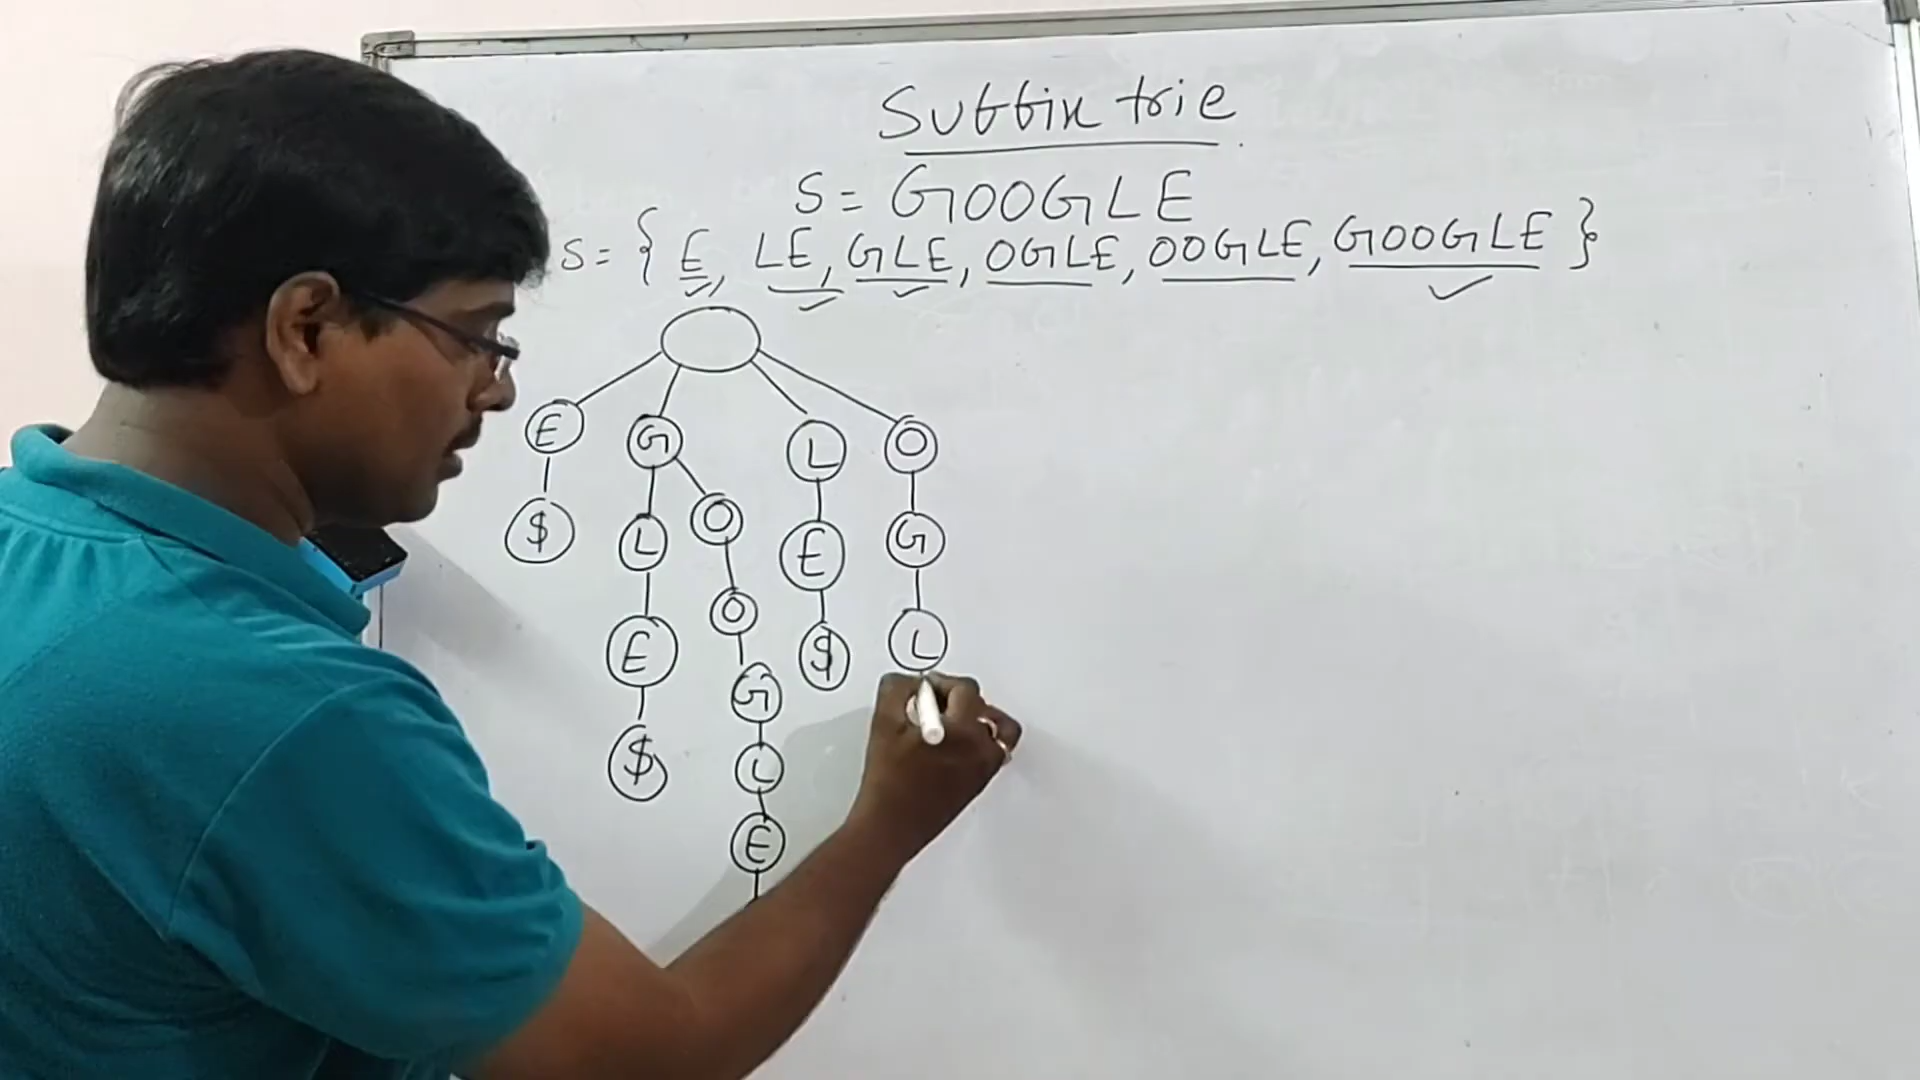 Suffix trie
S = GOOGLE
S = { E, LE, GLE, OGLE, OOGLE, GOOGLE }
E G L O
$ L O E G
E O $ L
$ G
L
E